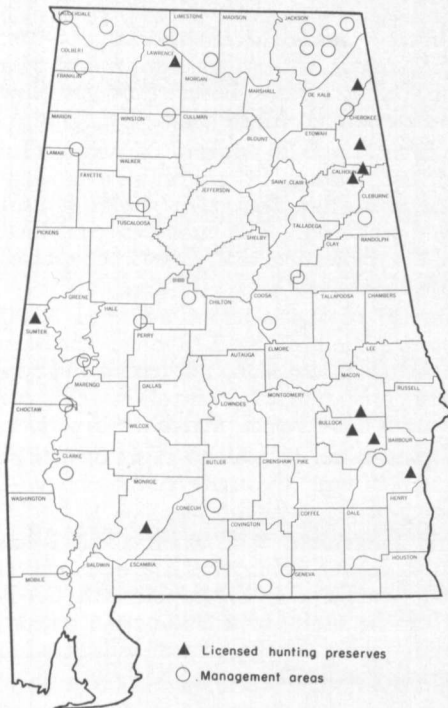 LAUDERDALE
LIMESTONE
MADISON
JACKSON
COLBERT
LAWRENCE
FRANKLIN
MORGAN
MARSHALL
DE KALB
MARION
WINSTON
CULLMAN
CHEROKEE
ETOWAH
BLOUNT
LAMAR
WALKER
FAYETTE
CALHOUN
JEFFERSON
SAINT CLAIR
CLEBURNE
TUSCALOOSA
TALLADEGA
PICKENS
SHELBY
CLAY
RANDOLPH
BIBB
GREENE
HALE
CHILTON
COOSA
TALLAPOOSA
CHAMBERS
SUMTER
PERRY
AUTAUGA
ELMORE
LEE
MACON
MARENGO
DALLAS
RUSSELL
MONTGOMERY
LOWNDES
CHOCTAW
BULLOCK
WILCOX
BARBOUR
CLARKE
BUTLER
CRENSHAW
PIKE
MONROE
HENRY
WASHINGTON
CONECUH
COFFEE
DALE
COVINGTON
HOUSTON
BALDWIN
ESCAMBIA
GENEVA
MOBILE
Licensed hunting preserves
Management areas